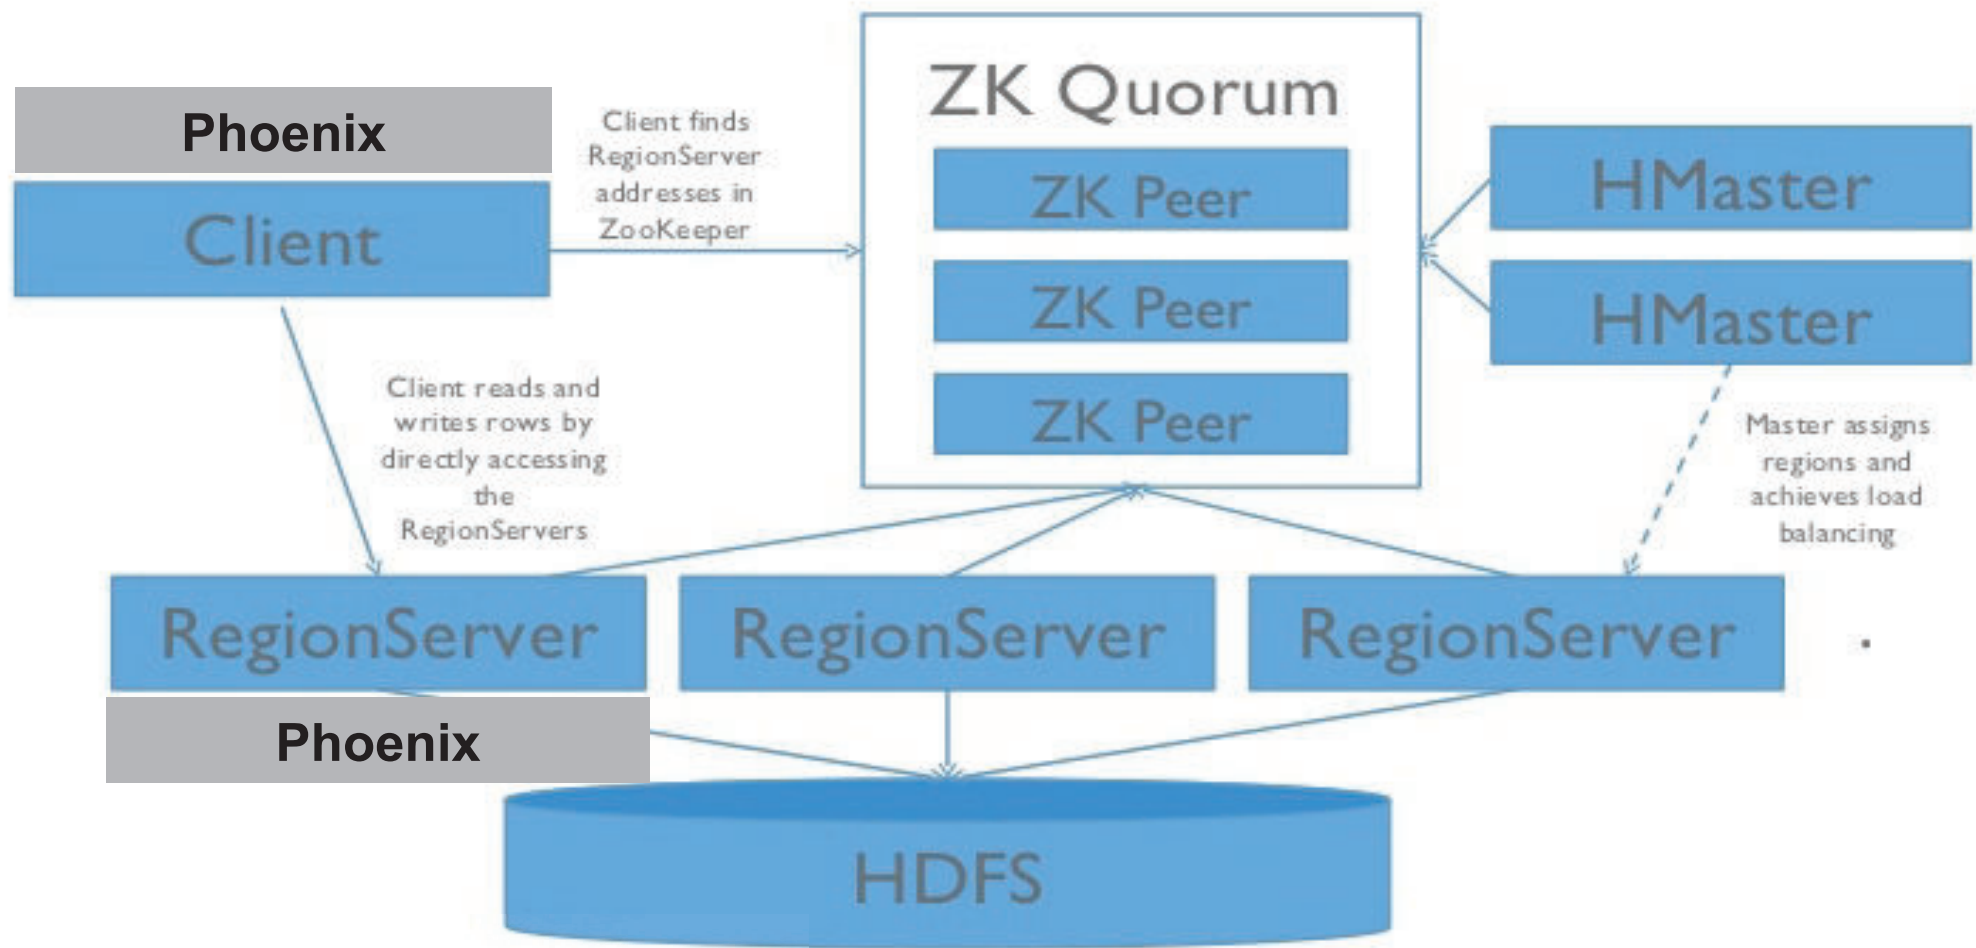 Phoenix
Client
Client finds
RegionServer
addresses in
ZooKeeper
ZK Quorum
ZK Peer
ZK Peer
ZK Peer
HMaster
HMaster
Client reads and
writes rows by
directly accessing
the
RegionServers
Master assigns
regions and
achieves load
balancing
RegionServer
RegionServer
RegionServer
.
Phoenix
HDFS